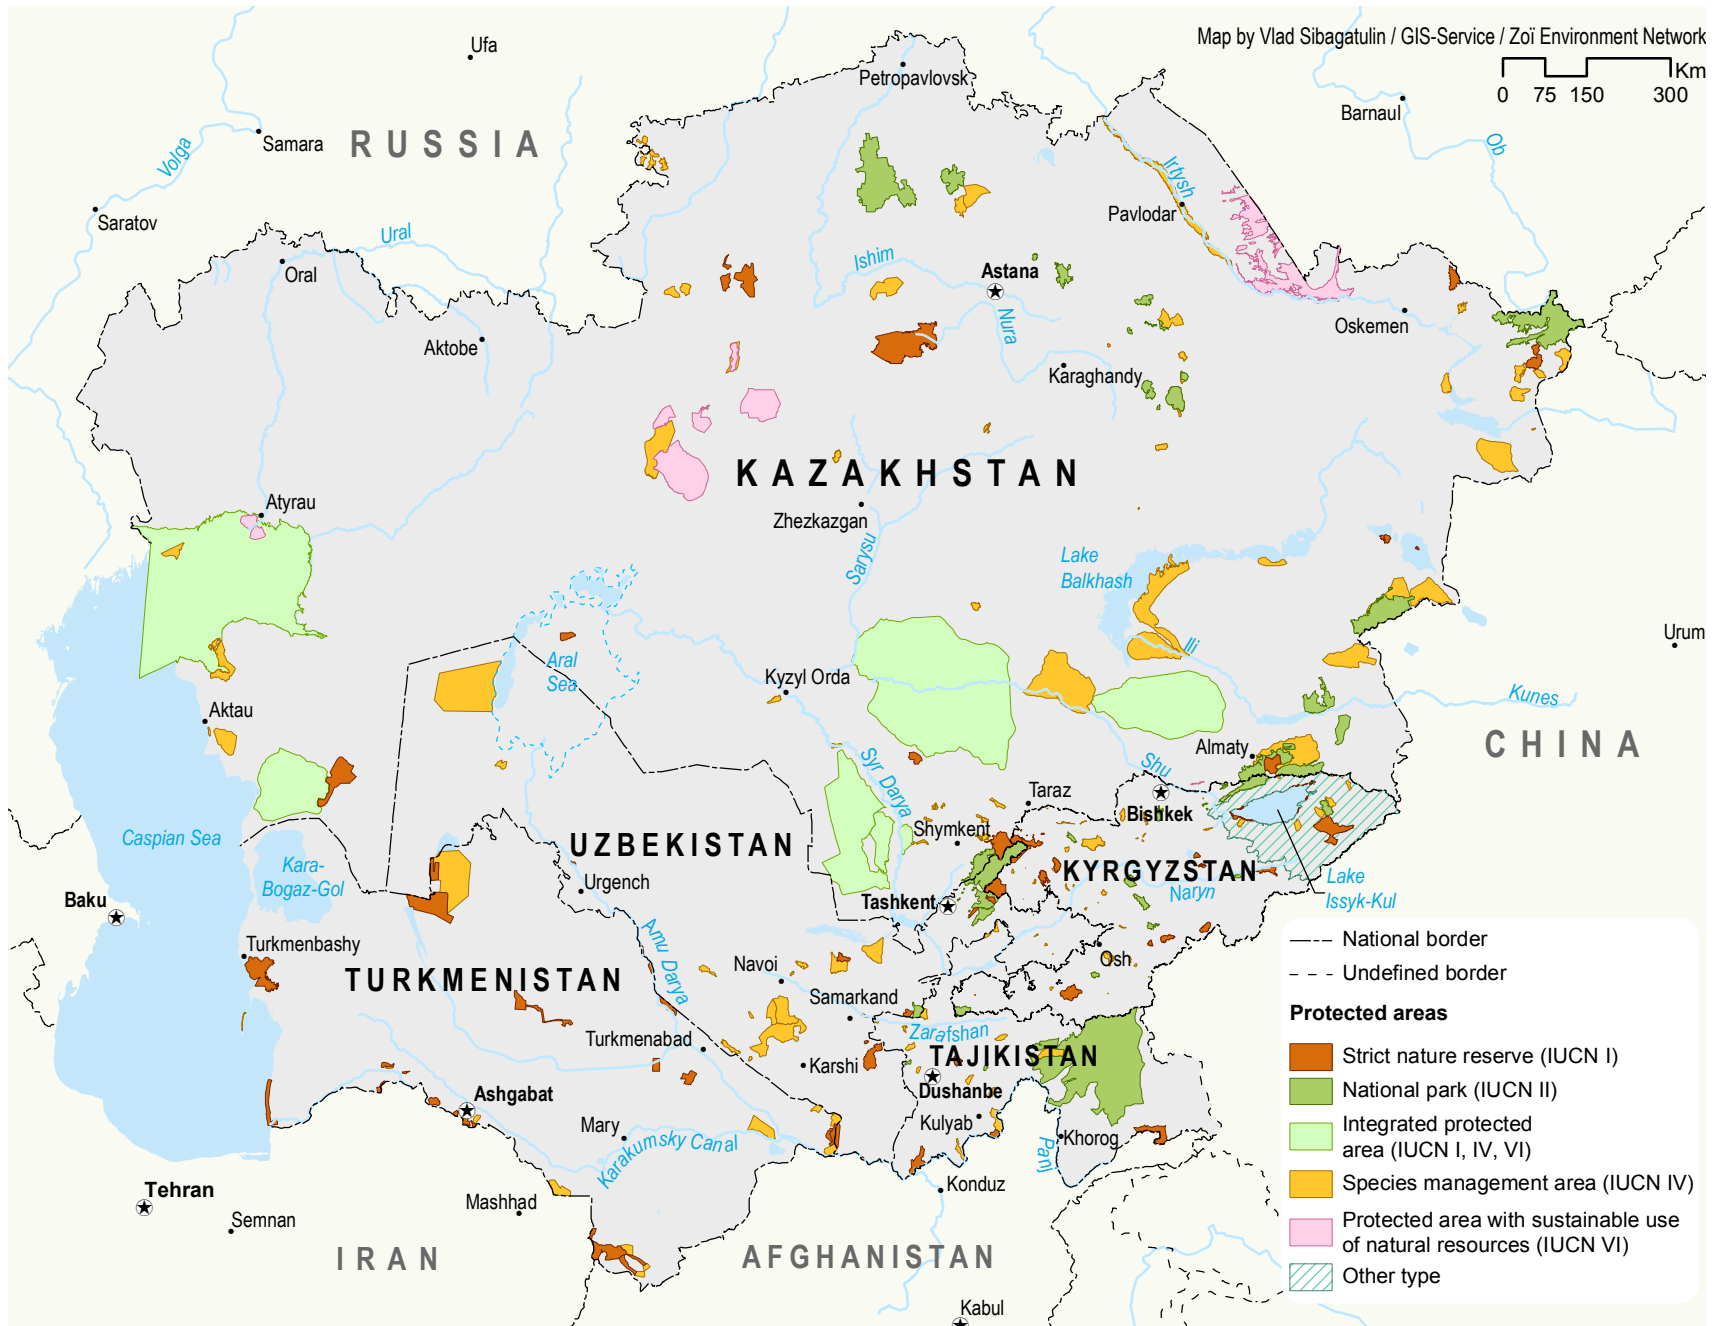 Map by Vlad Sibagatulin / GIS-Service / Zoï Environment Network
Km
0 75 150 300
Ufa
Petropavlovsk
Barnaul
Samara
RUSSIA
Volga
Ob
Irtysh
Saratov
Pavlodar
Ural
Oral
Ishim
Astana
Nura
Oskemen
Aktobe
Karaghandy
KAZAKHSTAN
Atyrau
Zhezkazgan
Sarysu
Lake
Balkhash
Ili
Urum
Aral
Sea
Kyzyl Orda
Kunes
Aktau
CHINA
Almaty
Syr Darya
Shu
Taraz
Bishkek
Caspian Sea
UZBEKISTAN
Shymkent
Kara-
Bogaz-Gol
KYRGYZSTAN
Urgench
Naryn
Lake
Issyk-Kul
Baku
Tashkent
Turkmenbashy
Amu Darya
Navoi
Osh
TURKMENISTAN
Samarkand
Zarafshan
Turkmenabad
TAJIKISTAN
Karshi
Dushanbe
Ashgabat
Mary
Kulyab
Karakumsky Canal
Panj
Khorog
Tehran
Mashhad
Konduz
Semnan
IRAN
AFGHANISTAN
Kabul
National border
Undefined border
Protected areas
Strict nature reserve (IUCN I)
National park (IUCN II)
Integrated protected
area (IUCN I, IV, VI)
Species management area (IUCN IV)
Protected area with sustainable use
of natural resources (IUCN VI)
Other type